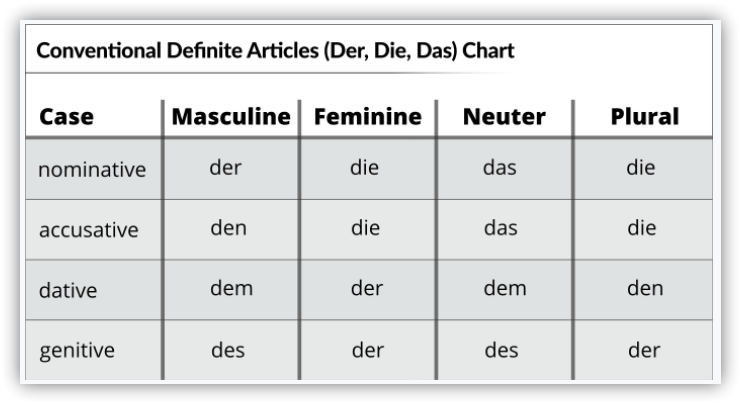 Conventional Definite Articles (Der, Die, Das) Chart
Case Masculine Feminine Neuter Plural
nominative der die das die
accusative den die das die
dative dem der dem den
genitive des der des der